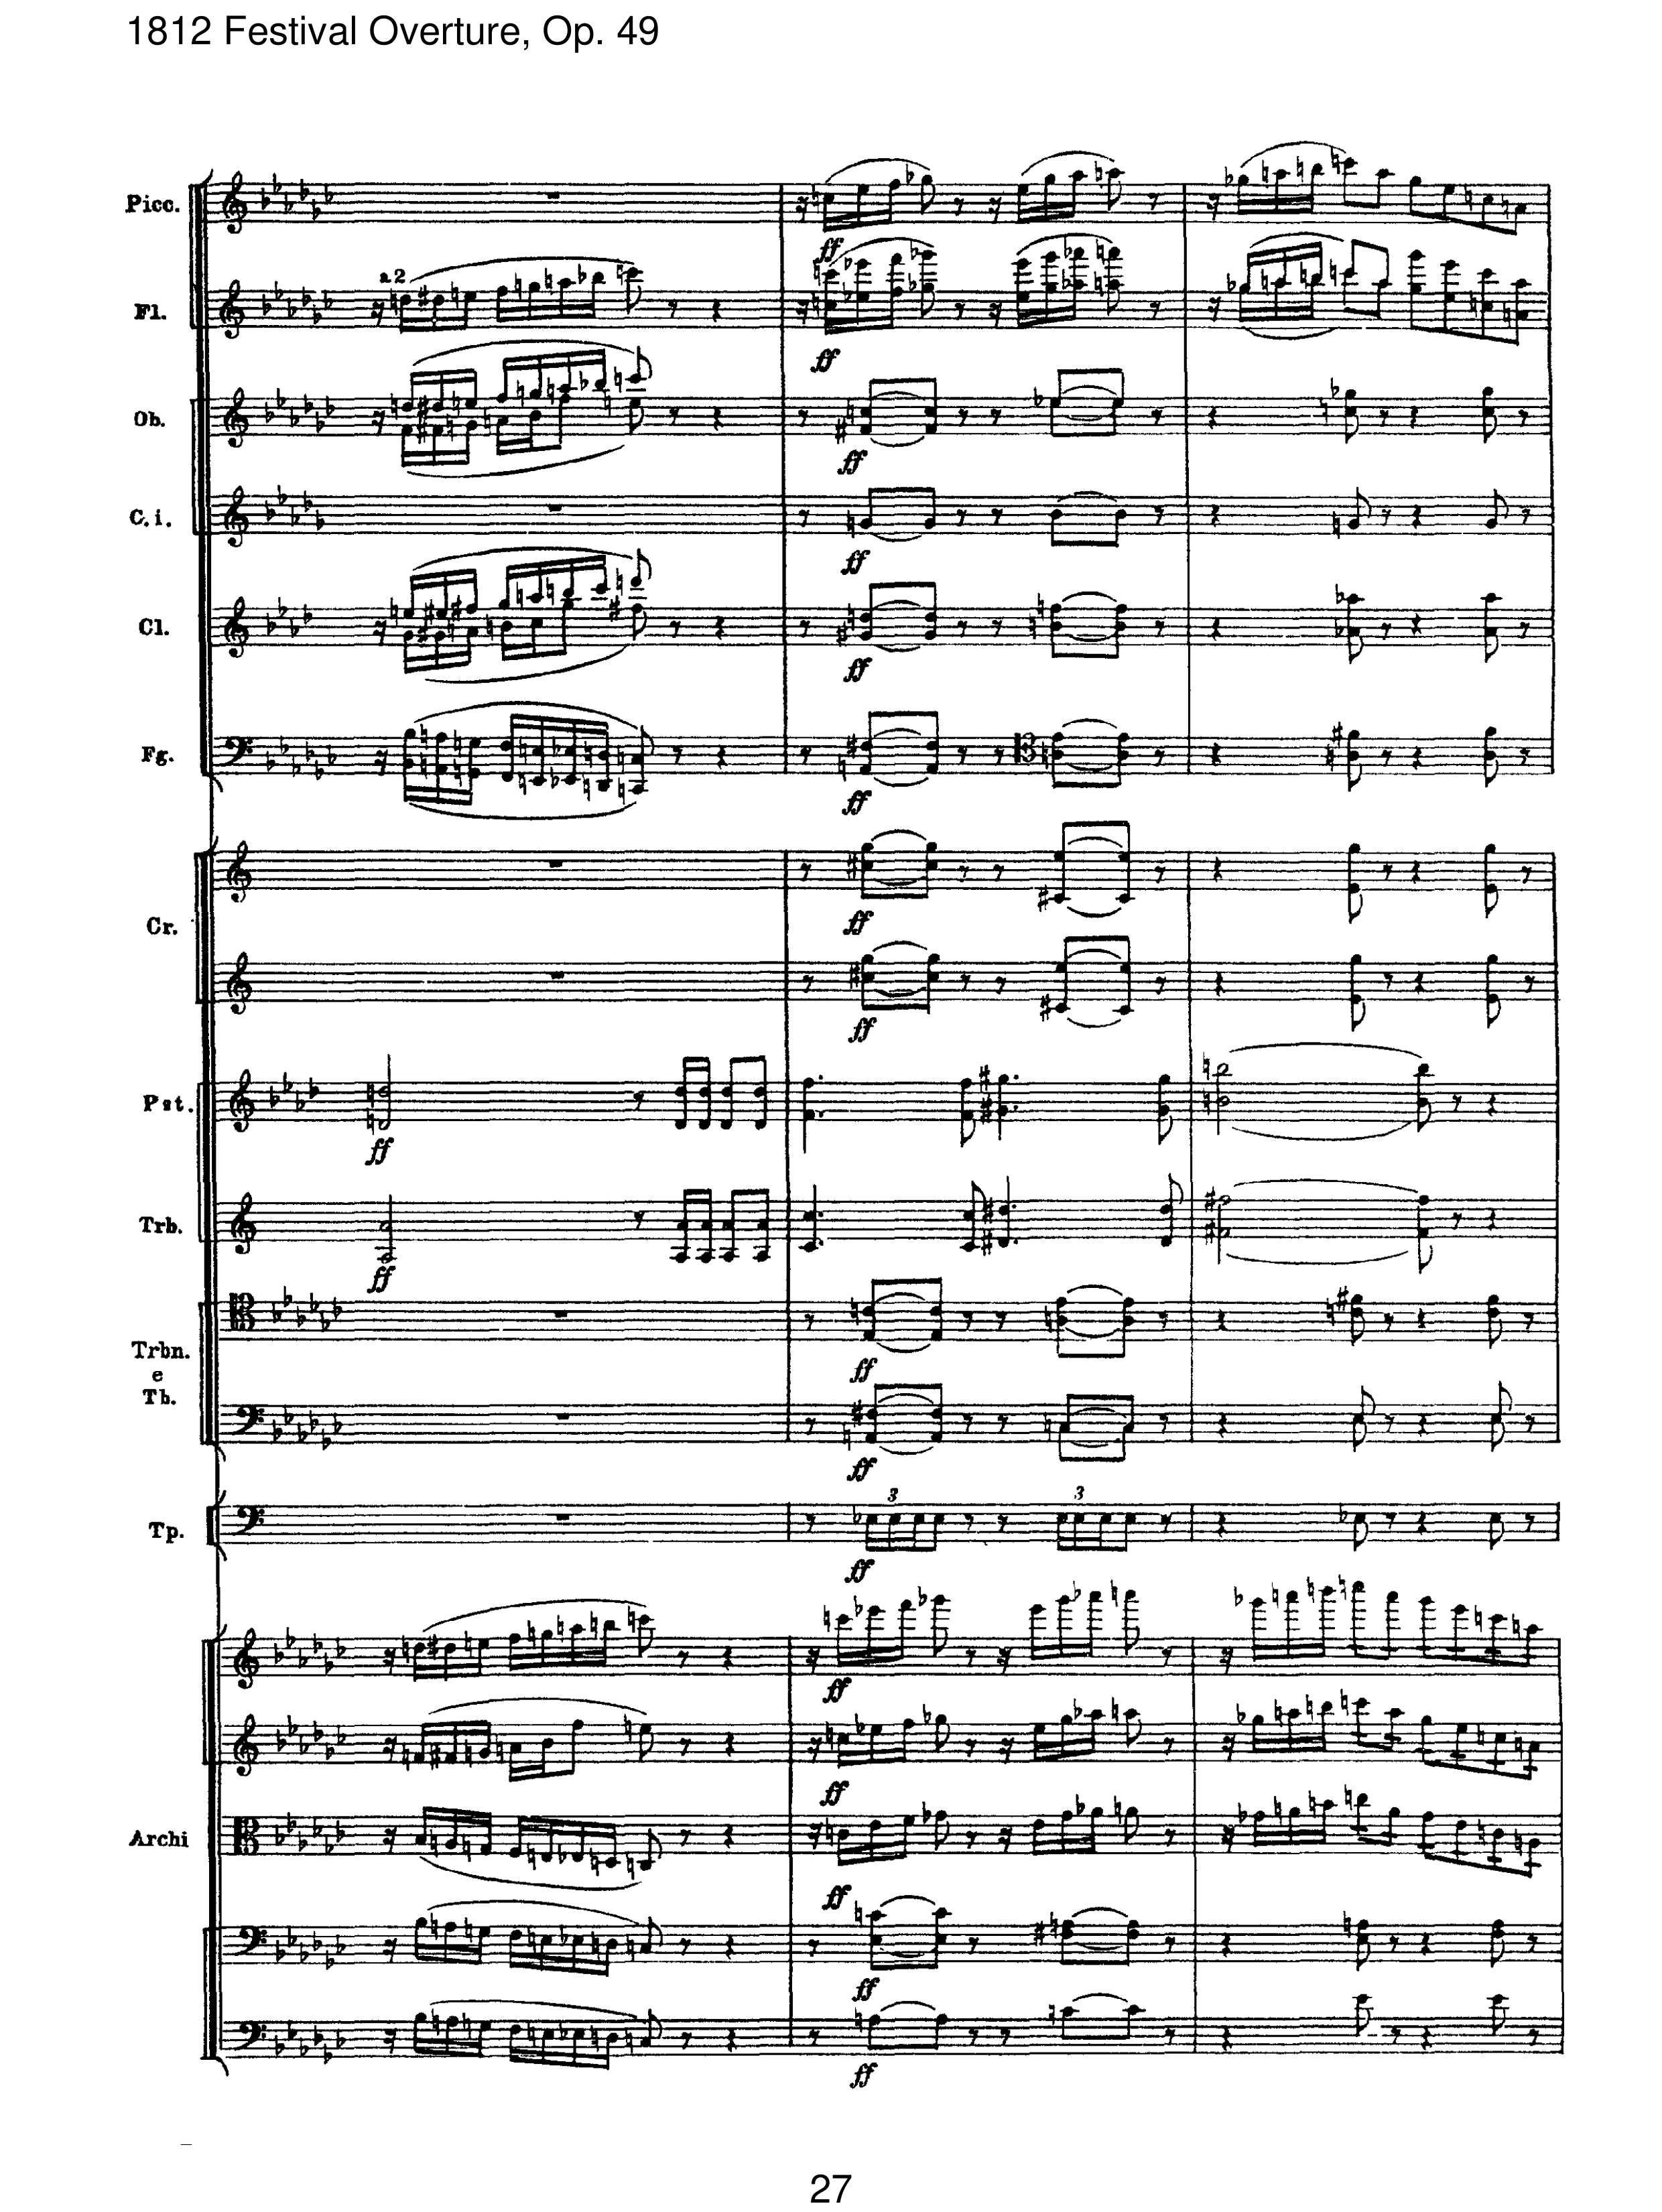 1812 Festival Overture, Op. 49
Picc.
ff
a 2
Fl.
ff
Ob.
ff
C. i.
ff
Cl.
ff
Fg.
ff
ff
Cr.
ff
Pst.
ff
Trb.
ff
ff
Trbn.
e
Tb.
ff
3 3
Tp.
ff
ff
ff
Archi
ff
ff
ff
27